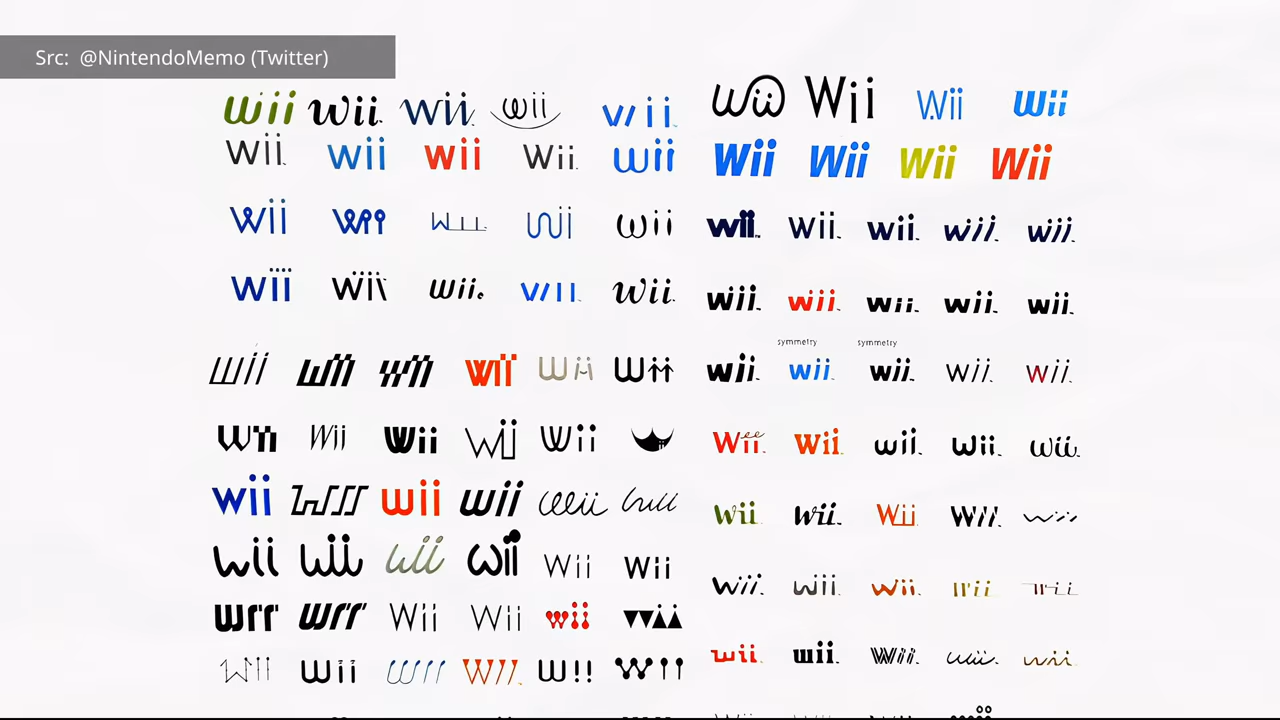 Src: @NintendoMemo (Twitter)
wii wii. wii. wii wii.
wii. wii wii Wii. wii
wii wii wii wii wii
wii wii wii. wii wii.
wii wii wii wii Wii Wii
Wii Wii Wii Wii Wii
wii wii wii wii wii wii
wii wii wii wii Wii Wii
wrr wrr Wii Wii wii wii
Wii Wii wii Wii. W!! Wii
wii Wii Wii wii
Wii Wii Wii Wii
wii. wii. wii. wii. wii.
wii. wii. wii. wii. wii.
symmetry symmetry
wii. wii. wii. wii. wii.
Wii. Wii. wii. wii. wii.
wii wii. Wii Wii. wii
wii. wii. wii. wii. wii.
wii. wii. Wii. wii. wii.